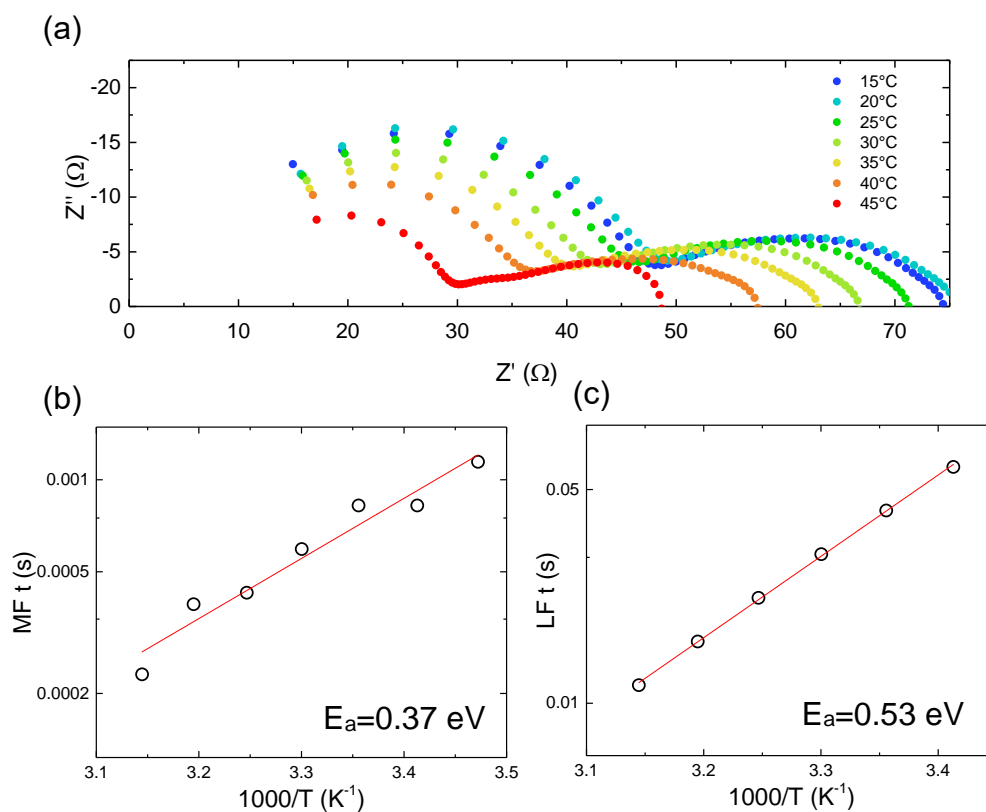 (a)
-20
-15
-10
-5
0
Z'' (Ω)
0 10 20 30 40 50 60 70
Z' (Ω)
15°C
20°C
25°C
30°C
35°C
40°C
45°C
(b)
0.001
0.0005
0.0002
MF t (s)
Ea=0.37 eV
3.1 3.2 3.3 3.4 3.5
1000/T (K-1)
(c)
0.05
0.01
LF t (s)
Ea=0.53 eV
3.1 3.2 3.3 3.4
1000/T (K-1)